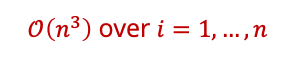 𝒪(n³) over i = 1, … , n